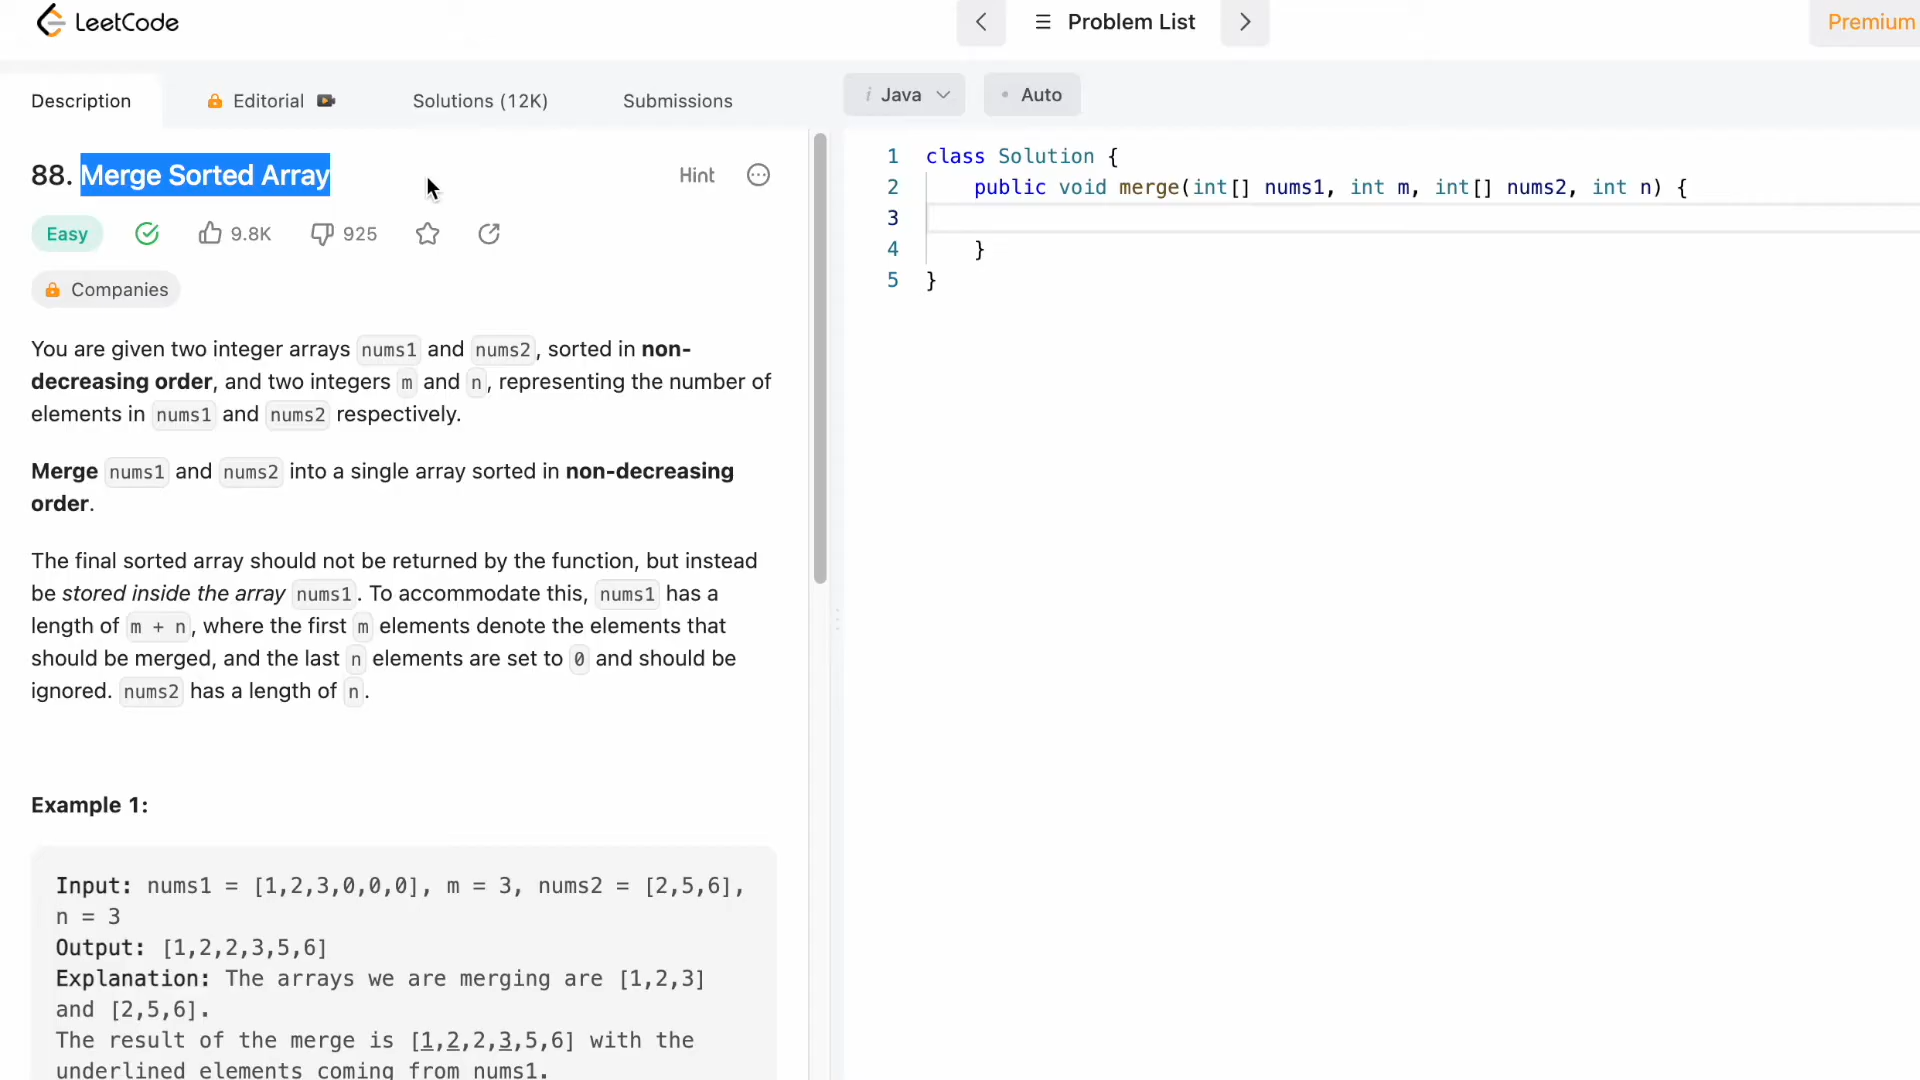 LeetCode
Problem List
Premium
Description
Editorial
Solutions (12K)
Submissions
88. Merge Sorted Array
Hint
Easy
9.8K
925
Companies
You are given two integer arrays nums1 and nums2, sorted in non-
decreasing order, and two integers m and n, representing the number of
elements in nums1 and nums2 respectively.
Merge nums1 and nums2 into a single array sorted in non-decreasing
order.
The final sorted array should not be returned by the function, but instead
be stored inside the array nums1. To accommodate this, nums1 has a
length of m + n, where the first m elements denote the elements that
should be merged, and the last n elements are set to 0 and should be
ignored. nums2 has a length of n.
Example 1:
Input: nums1 = [1,2,3,0,0,0], m = 3, nums2 = [2,5,6],
n = 3
Output: [1,2,2,3,5,6]
Explanation: The arrays we are merging are [1,2,3]
and [2,5,6].
The result of the merge is [1,2,2,3,5,6] with the
underlined elements coming from nums1.
i Java
• Auto
1 class Solution {
2 public void merge(int[] nums1, int m, int[] nums2, int n) {
3
4 }
5 }